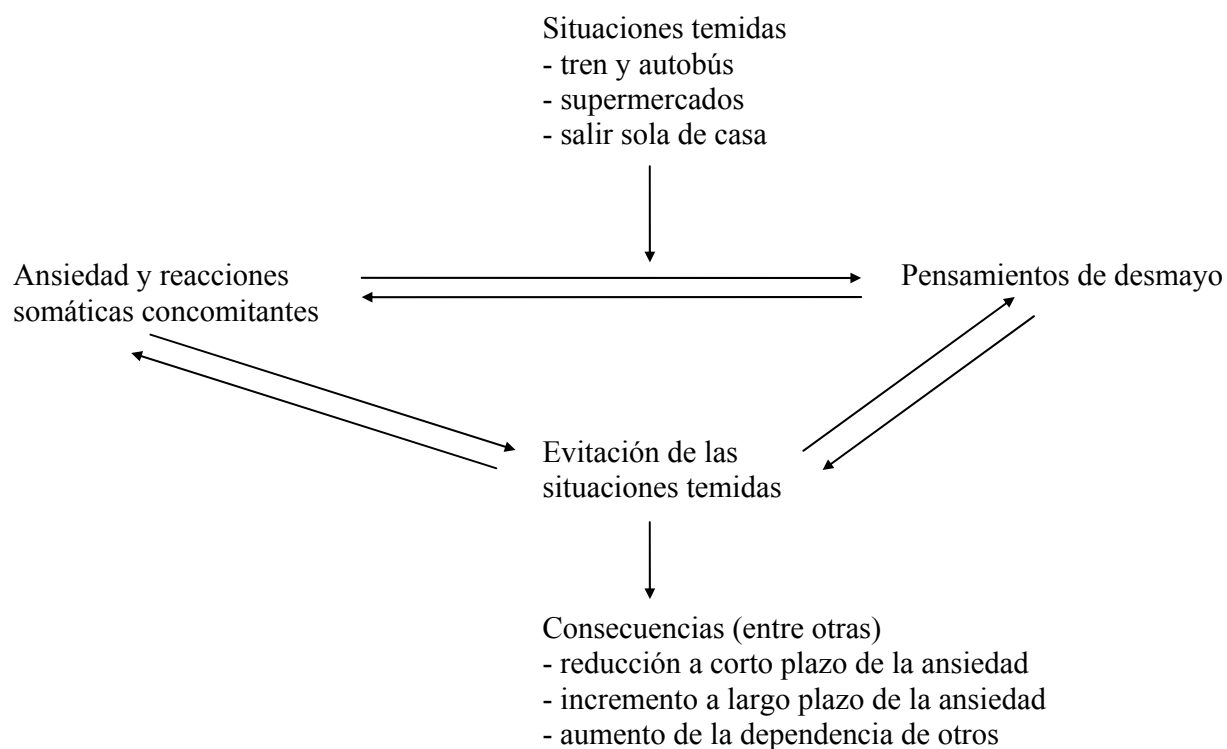 Situaciones temidas
- tren y autobús
- supermercados
- salir sola de casa
Ansiedad y reacciones
somáticas concomitantes
Pensamientos de desmayo
Evitación de las
situaciones temidas
Consecuencias (entre otras)
- reducción a corto plazo de la ansiedad
- incremento a largo plazo de la ansiedad
- aumento de la dependencia de otros